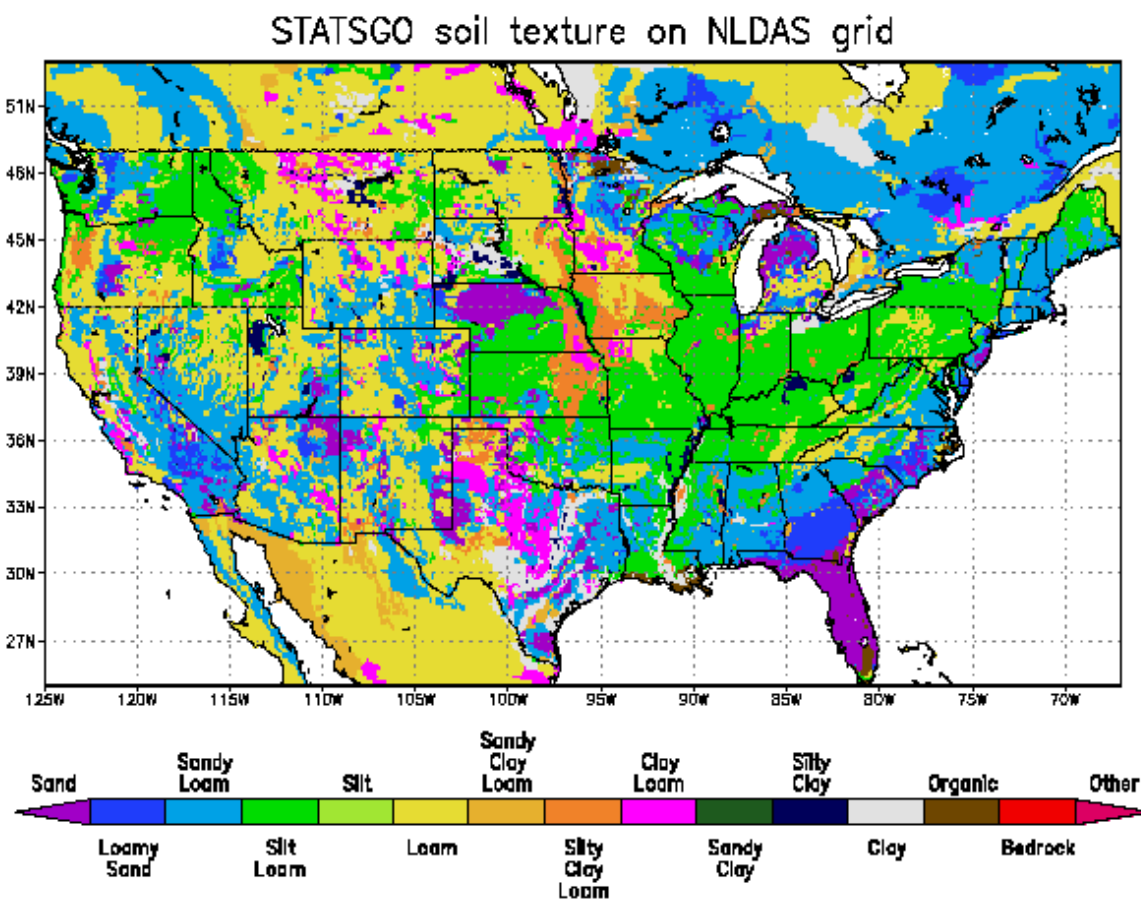 STATSGO soil texture on NLDAS grid
51N
48N
45N
42N
39N
36N
33N
30N
27N
125W 120W 115W 110W 105W 100W 95W 90W 85W 80W 75W 70W
Sand
Sandy
Loam
Silt
Sandy
Clay
Loam
Clay
Loam
Silty
Clay
Organic
Other
Loamy
Sand
Silt
Loam
Loam
Silty
Clay
Loam
Sandy
Clay
Clay
Bedrock